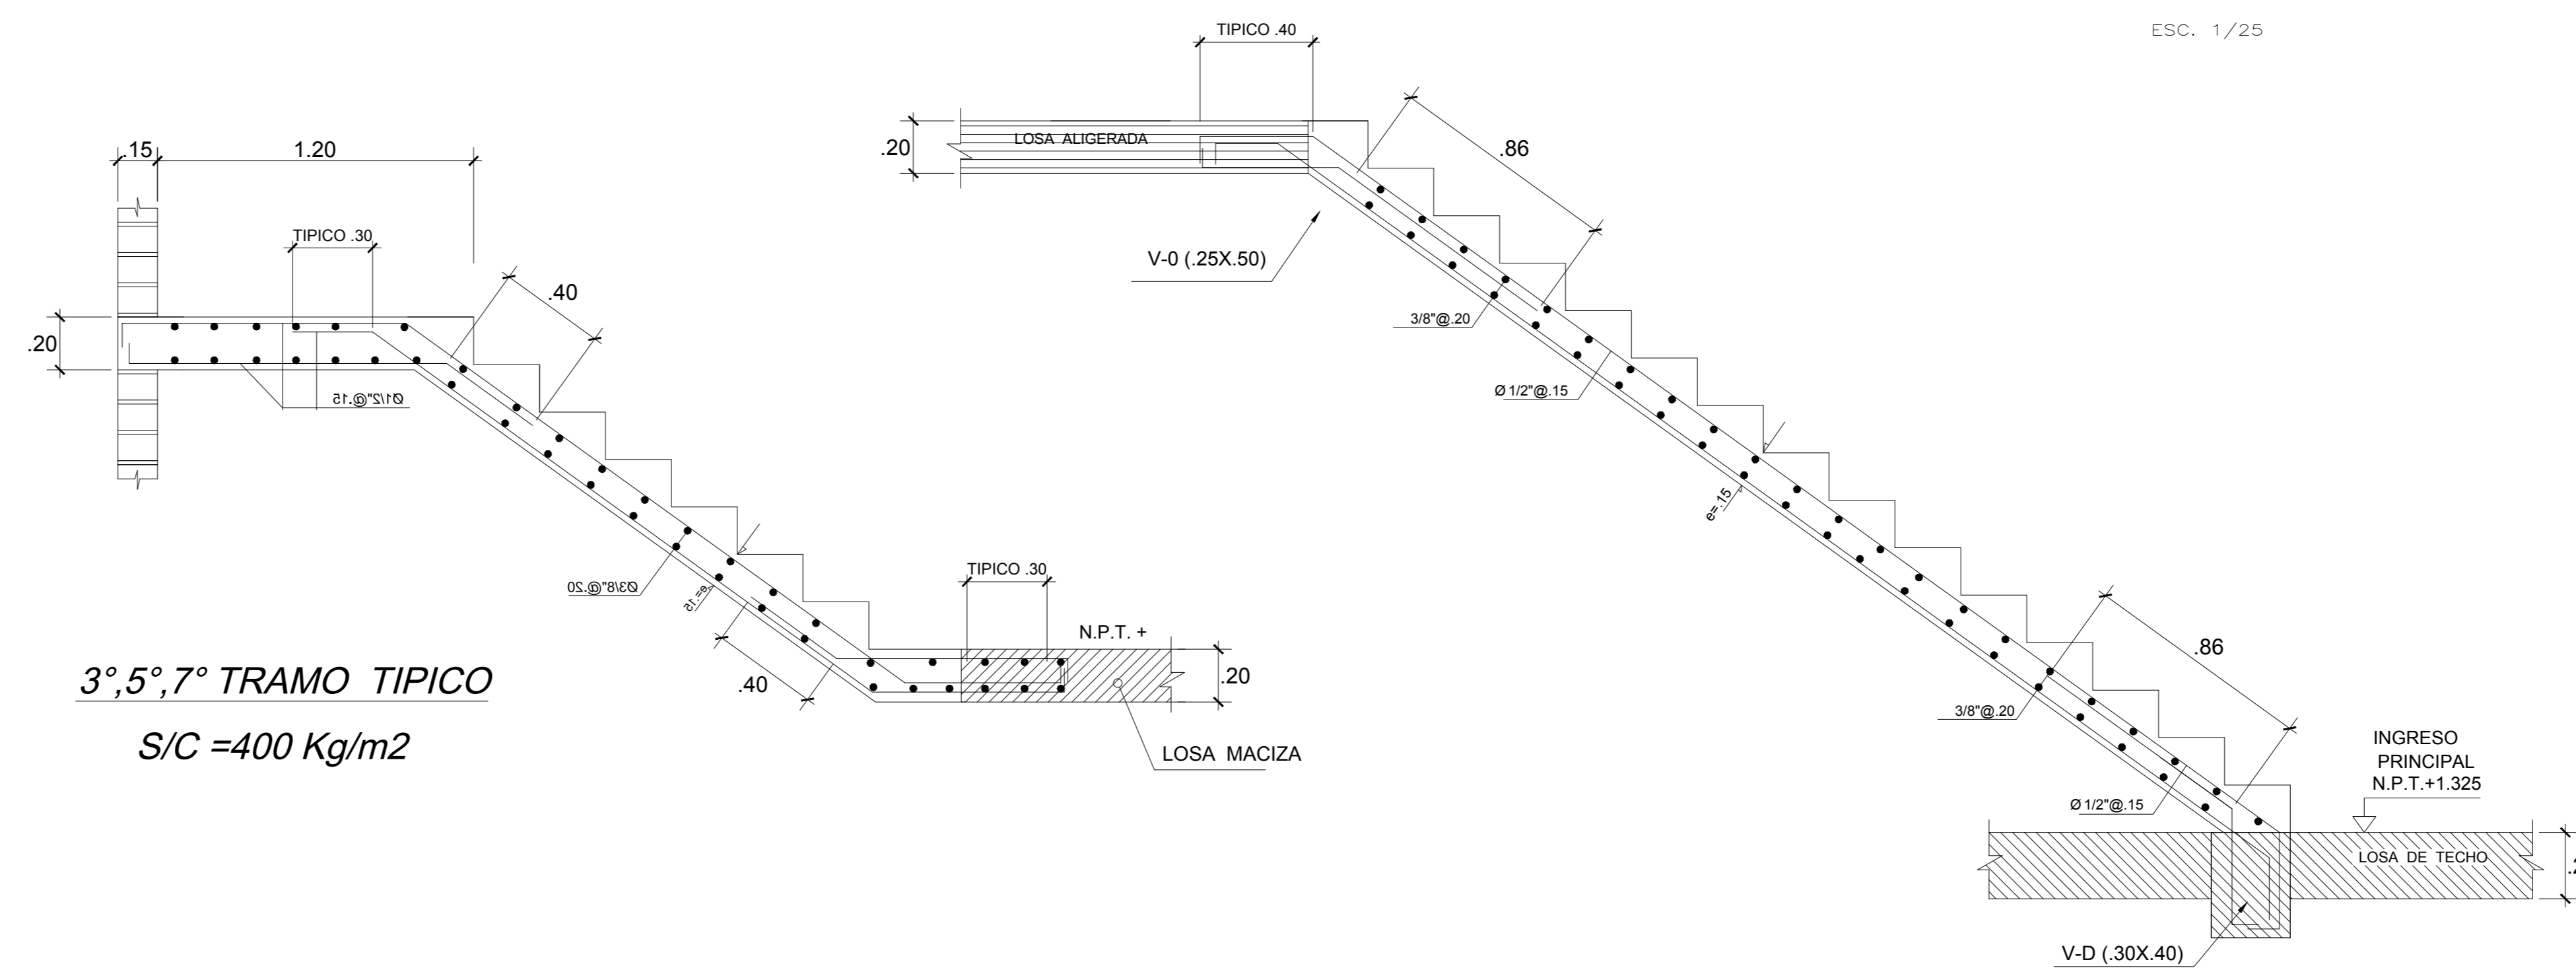 ESC. 1/25
TIPICO .40
.15
1.20
.20
LOSA ALIGERADA
.86
TIPICO .30
.40
V-0 (.25X.50)
.20
3/8"@.20
Ø1/2"@.15
Ø 1/2"@.15
e=.15
TIPICO .30
Ø3/8"@.20
e=.15
N.P.T. +
.86
3°,5°,7° TRAMO TIPICO
.40
.20
3/8"@.20
S/C =400 Kg/m2
LOSA MACIZA
INGRESO
PRINCIPAL
N.P.T.+1.325
Ø 1/2"@.15
LOSA DE TECHO
V-D (.30X.40)